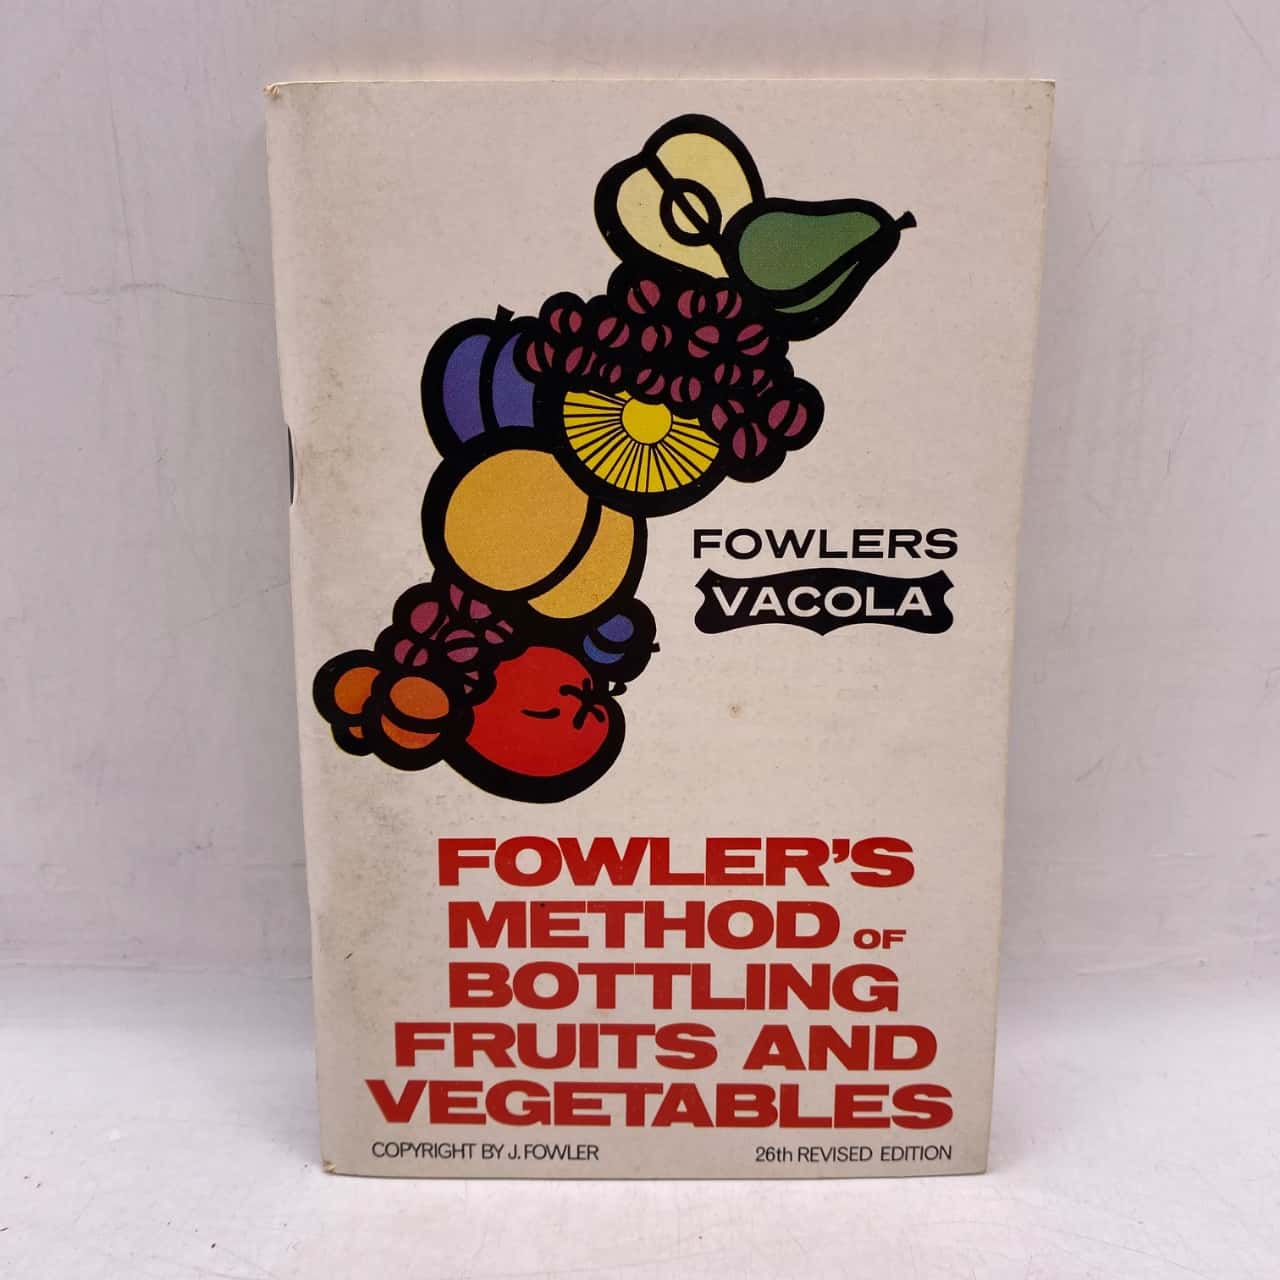 FOWLERS
VACOLA
FOWLER'S
METHOD OF
BOTTLING
FRUITS AND
VEGETABLES
COPYRIGHT BY J. FOWLER 26th REVISED EDITION